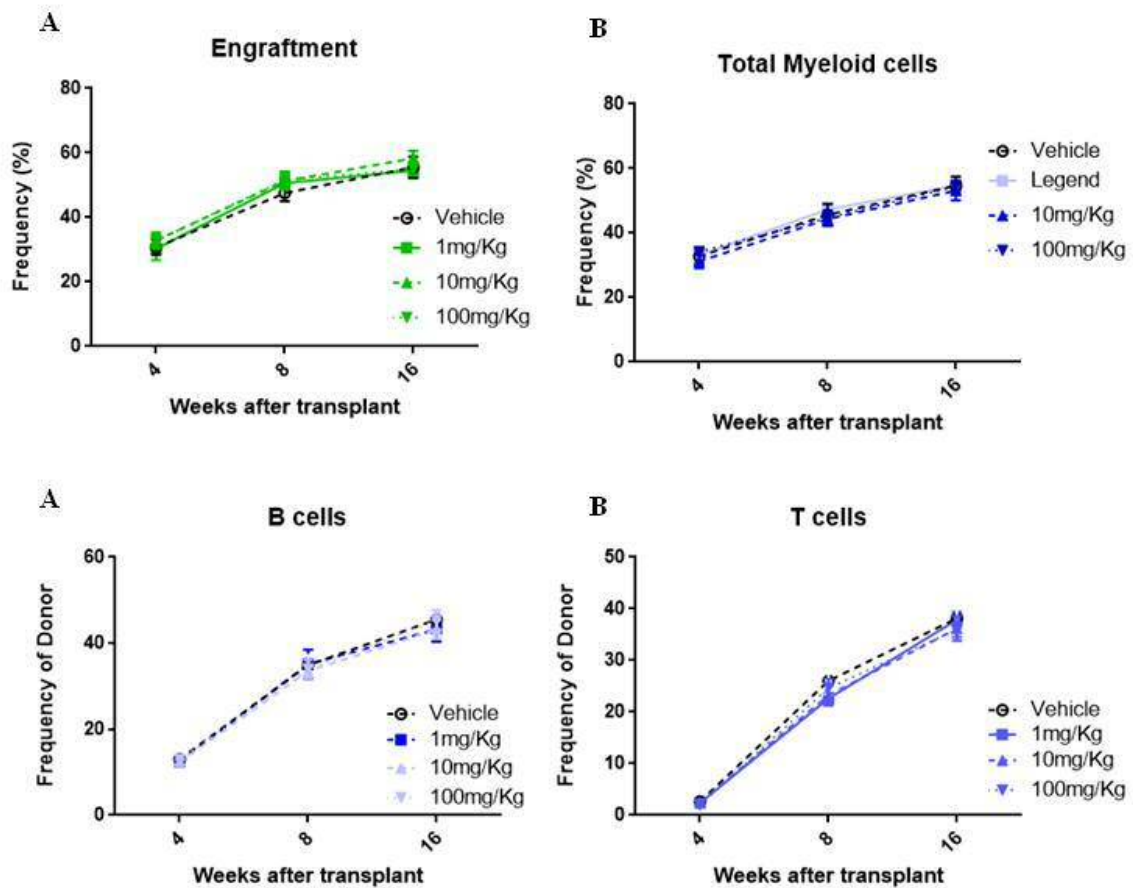 A
Engraftment
Frequency (%)
80
60
40
20
0
4
8
16
Weeks after transplant
Vehicle
1mg/Kg
10mg/Kg
100mg/Kg
B
Total Myeloid cells
Frequency (%)
80
60
40
20
0
4
8
16
Weeks after transplant
Vehicle
Legend
10mg/Kg
100mg/Kg
A
B cells
Frequency of Donor
60
40
20
0
4
8
16
Weeks after transplant
Vehicle
1mg/Kg
10mg/Kg
100mg/Kg
B
T cells
Frequency of Donor
50
40
30
20
10
0
4
8
16
Weeks after transplant
Vehicle
1mg/Kg
10mg/Kg
100mg/Kg